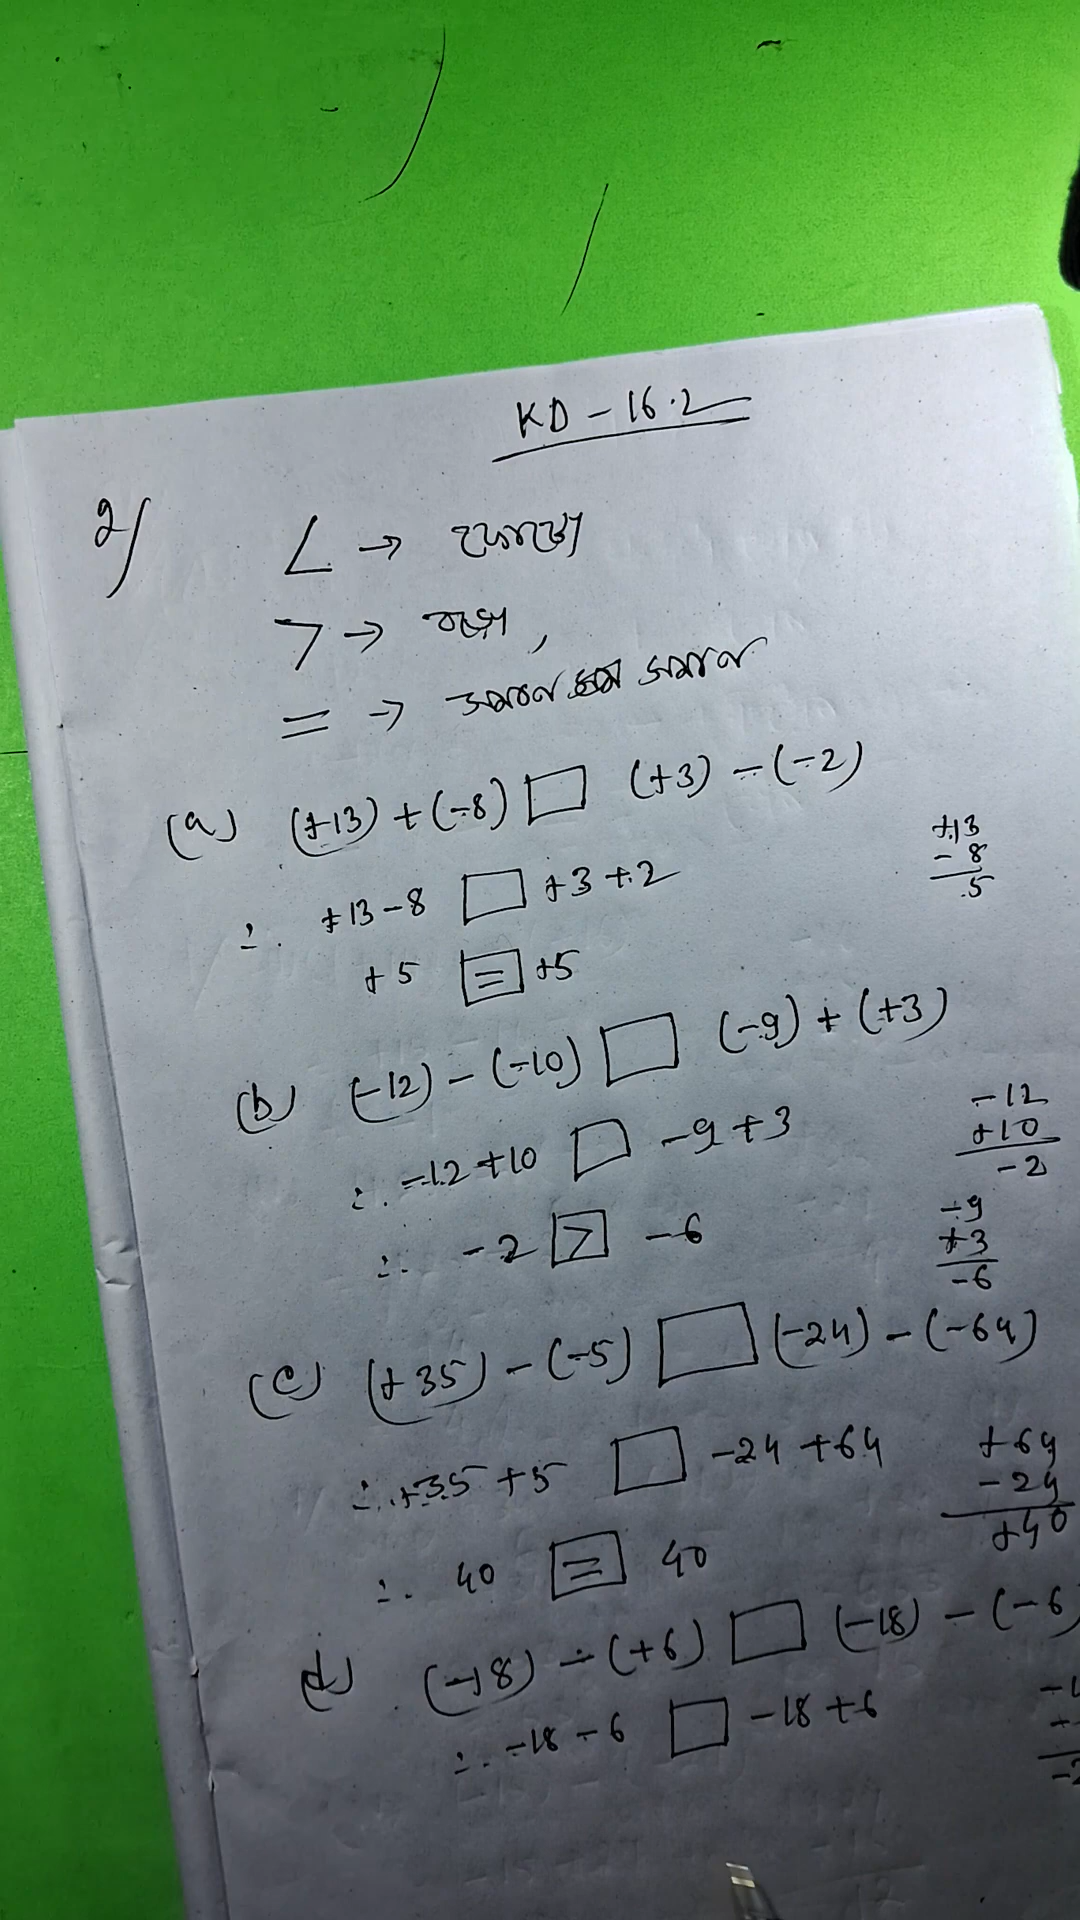 KD - 16.2
2/ < → ছোটো
> → বড়ো,
= → সমান সমান
(a) (+13) + (-8) □ (+3) - (-2)
∴ +13 - 8 □ +3 + 2
+13
- 8
5
+5 = +5
(b) (-12) - (-10) □ (-9) + (+3)
∴ -12 + 10 □ -9 + 3
-12
+10
-2
∴ -2 > -6
-9
+3
-6
(c) (+35) - (-5) □ (-24) - (-64)
∴ +35 + 5 □ -24 + 64
+64
-24
+40
∴ 40 = 40
(d) (-18) - (+6) □ (-18) - (-6
∴ -18 - 6 □ -18 + 6